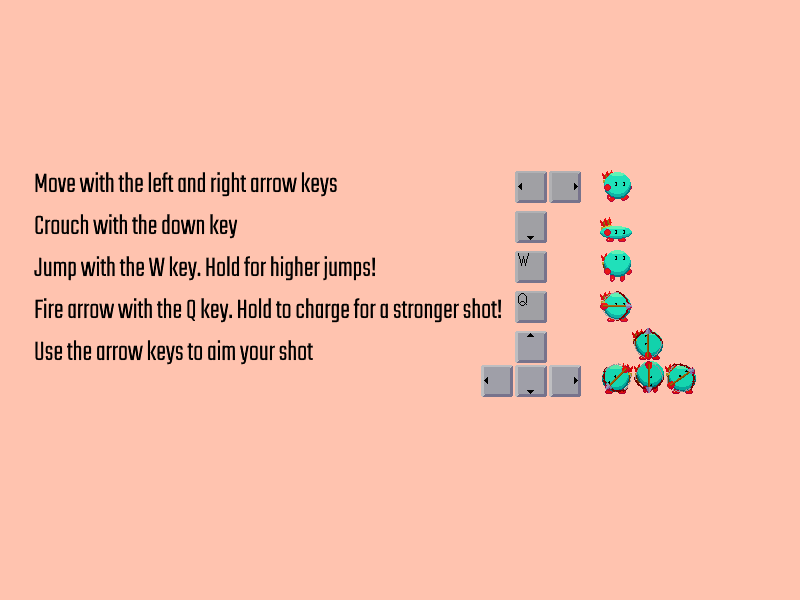 Move with the left and right arrow keys
Crouch with the down key
Jump with the W key. Hold for higher jumps!
W
Fire arrow with the Q key. Hold to charge for a stronger shot!
Q
Use the arrow keys to aim your shot